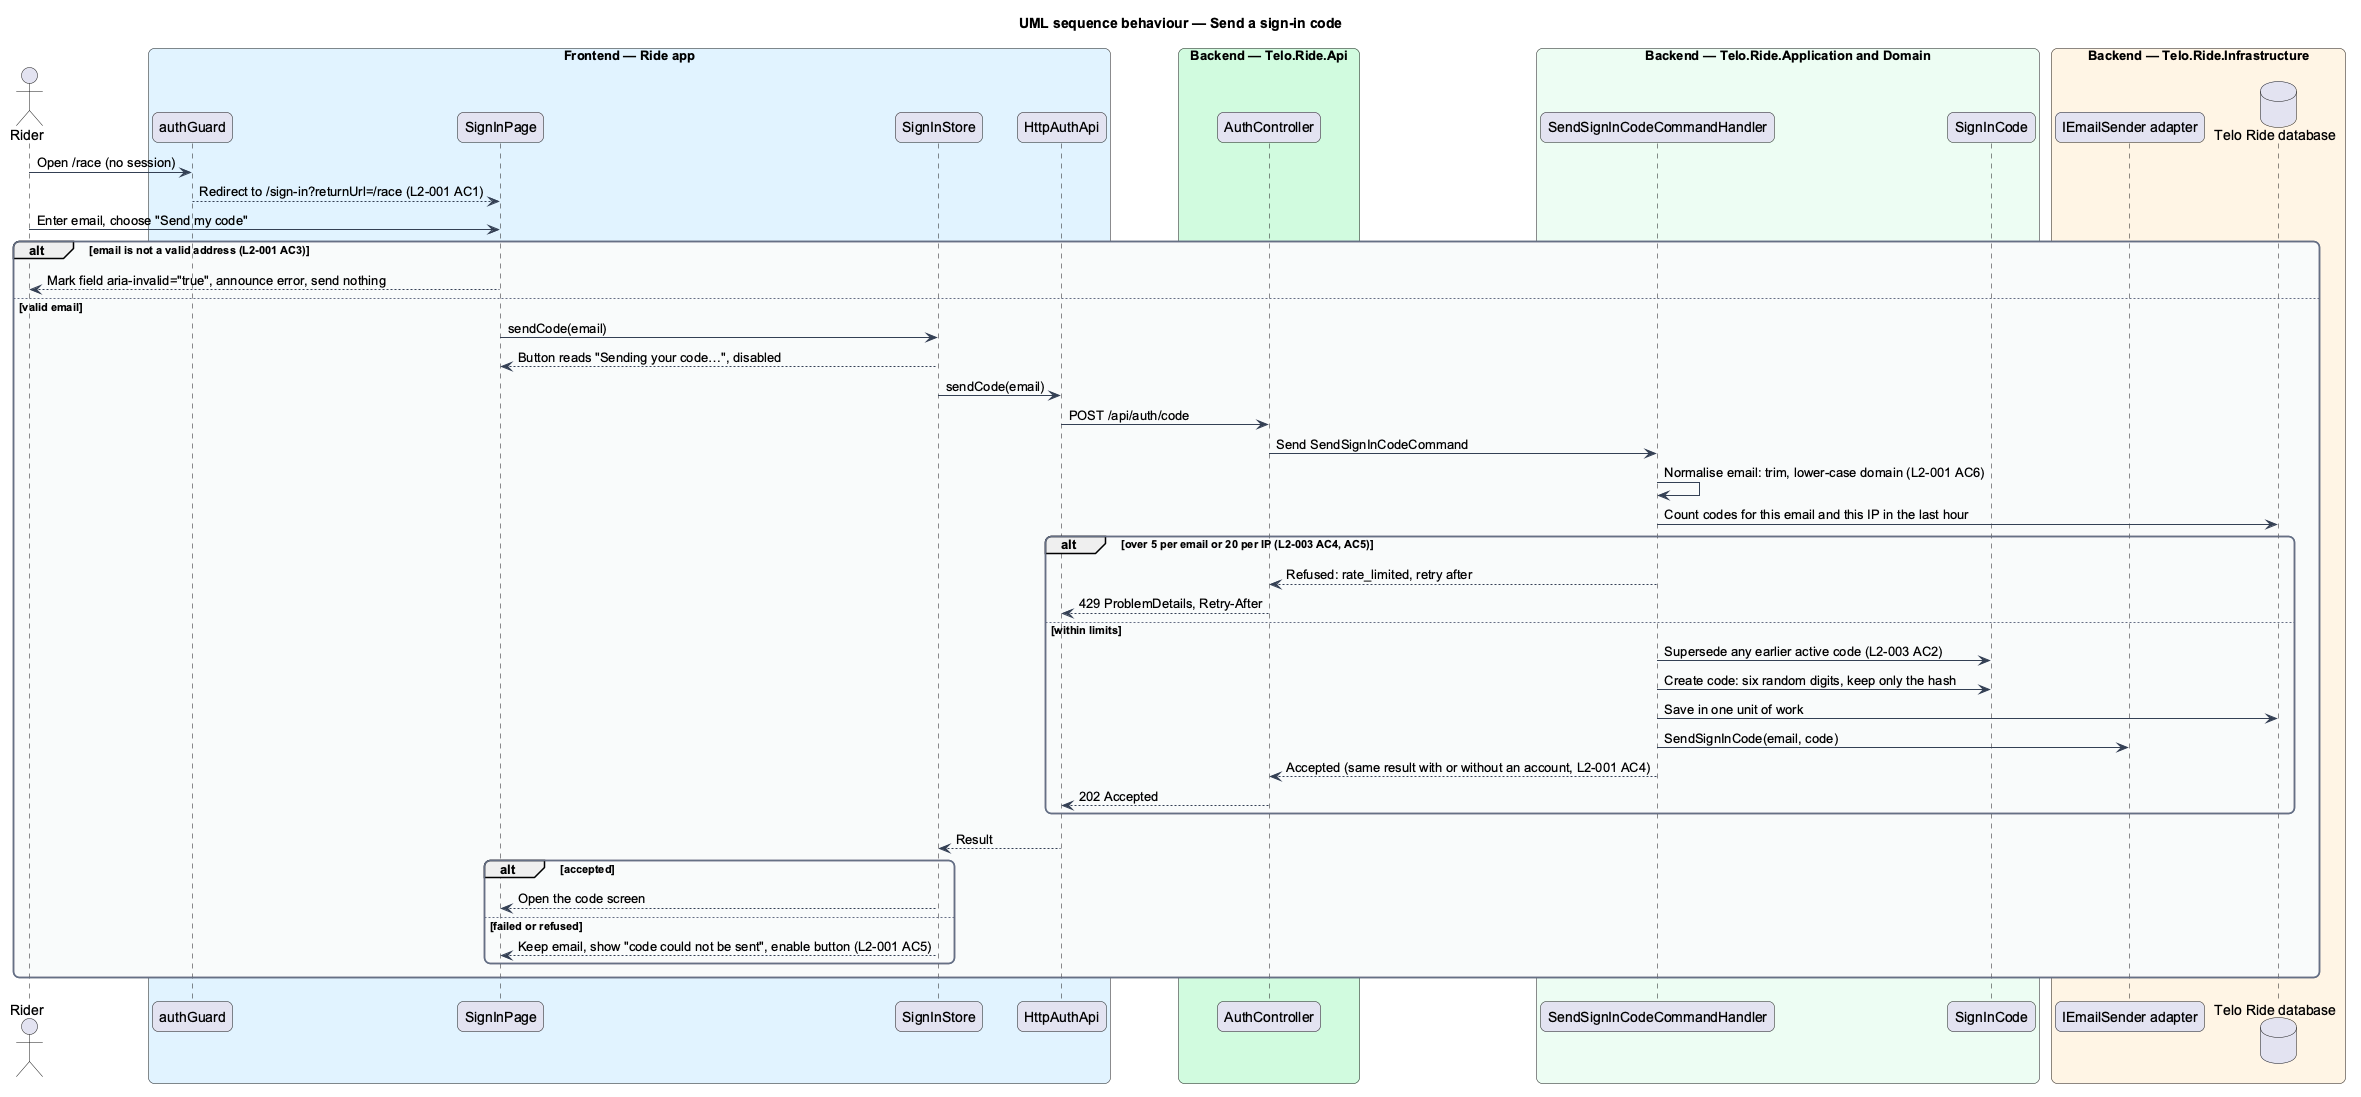 UML sequence behaviour — Send a sign-in code
Frontend — Ride app
Backend — Telo.Ride.Api
Backend — Telo.Ride.Application and Domain
Backend — Telo.Ride.Infrastructure
Rider
authGuard
SignInPage
SignInStore
HttpAuthApi
AuthController
SendSignInCodeCommandHandler
SignInCode
IEmailSender adapter
Telo Ride database
Open /race (no session)
Redirect to /sign-in?returnUrl=/race (L2-001 AC1)
Enter email, choose "Send my code"
alt
[email is not a valid address (L2-001 AC3)]
Mark field aria-invalid="true", announce error, send nothing
[valid email]
sendCode(email)
Button reads "Sending your code…", disabled
sendCode(email)
POST /api/auth/code
Send SendSignInCodeCommand
Normalise email: trim, lower-case domain (L2-001 AC6)
Count codes for this email and this IP in the last hour
alt
[over 5 per email or 20 per IP (L2-003 AC4, AC5)]
Refused: rate_limited, retry after
429 ProblemDetails, Retry-After
[within limits]
Supersede any earlier active code (L2-003 AC2)
Create code: six random digits, keep only the hash
Save in one unit of work
SendSignInCode(email, code)
Accepted (same result with or without an account, L2-001 AC4)
202 Accepted
Result
alt
[accepted]
Open the code screen
[failed or refused]
Keep email, show "code could not be sent", enable button (L2-001 AC5)
Rider
authGuard
SignInPage
SignInStore
HttpAuthApi
AuthController
SendSignInCodeCommandHandler
SignInCode
IEmailSender adapter
Telo Ride database